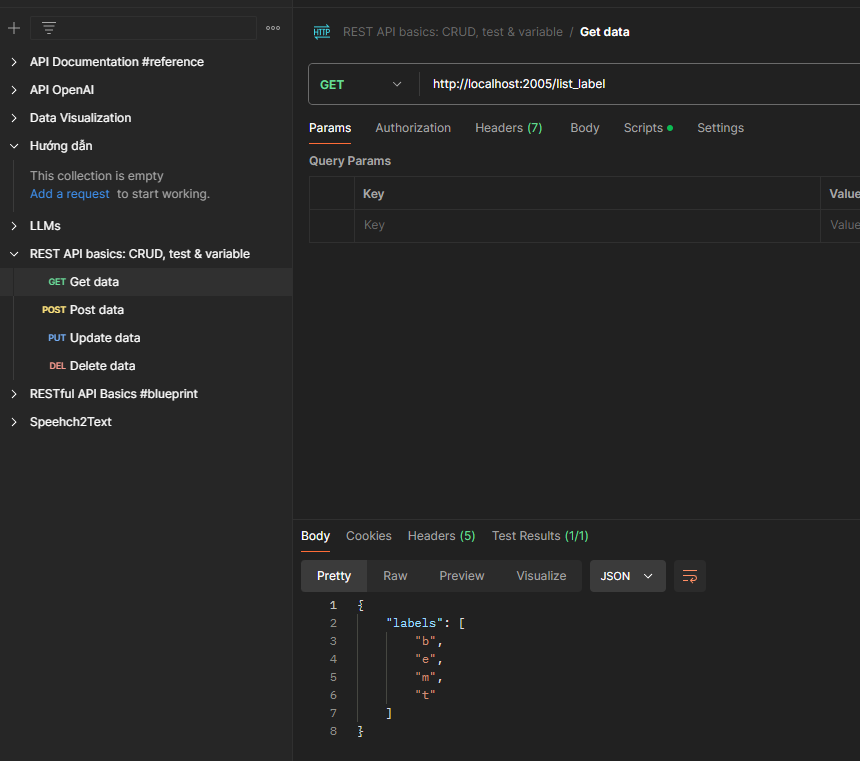 API Documentation #reference
API OpenAI
Data Visualization
Hướng dẫn
This collection is empty
Add a request to start working.
LLMs
REST API basics: CRUD, test & variable
GET Get data
POST Post data
PUT Update data
DEL Delete data
RESTful API Basics #blueprint
Speehch2Text
HTTP REST API basics: CRUD, test & variable / Get data
GET http://localhost:2005/list_label
Params Authorization Headers (7) Body Scripts Settings
Query Params
Key Value
Key Value
Body Cookies Headers (5) Test Results (1/1)
Pretty Raw Preview Visualize JSON
1 {
2 "labels": [
3 "b",
4 "e",
5 "m",
6 "t"
7 ]
8 }